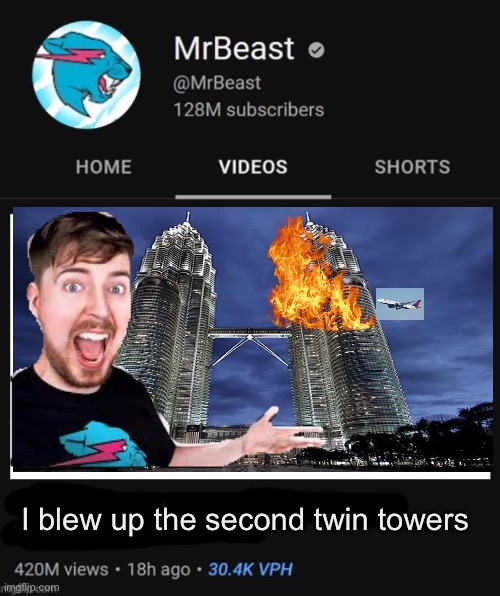 MrBeast
@MrBeast
128M subscribers
HOME VIDEOS SHORTS
I blew up the second twin towers
420M views • 18h ago • 30.4K VPH
imgflip.com